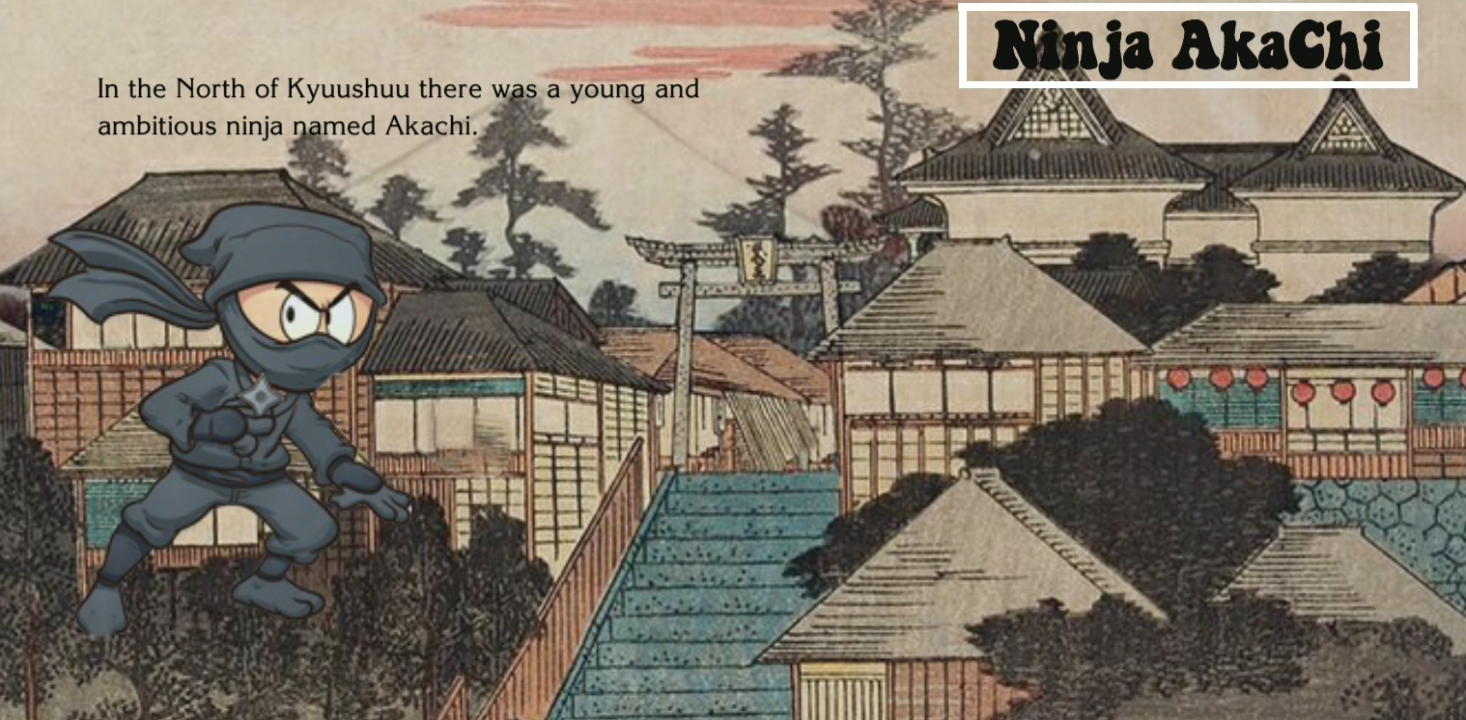 Ninja AkaChi
In the North of Kyuushuu there was a young and
ambitious ninja named Akachi.